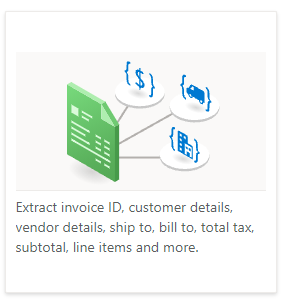 {$}
Extract invoice ID, customer details,
vendor details, ship to, bill to, total tax,
subtotal, line items and more.